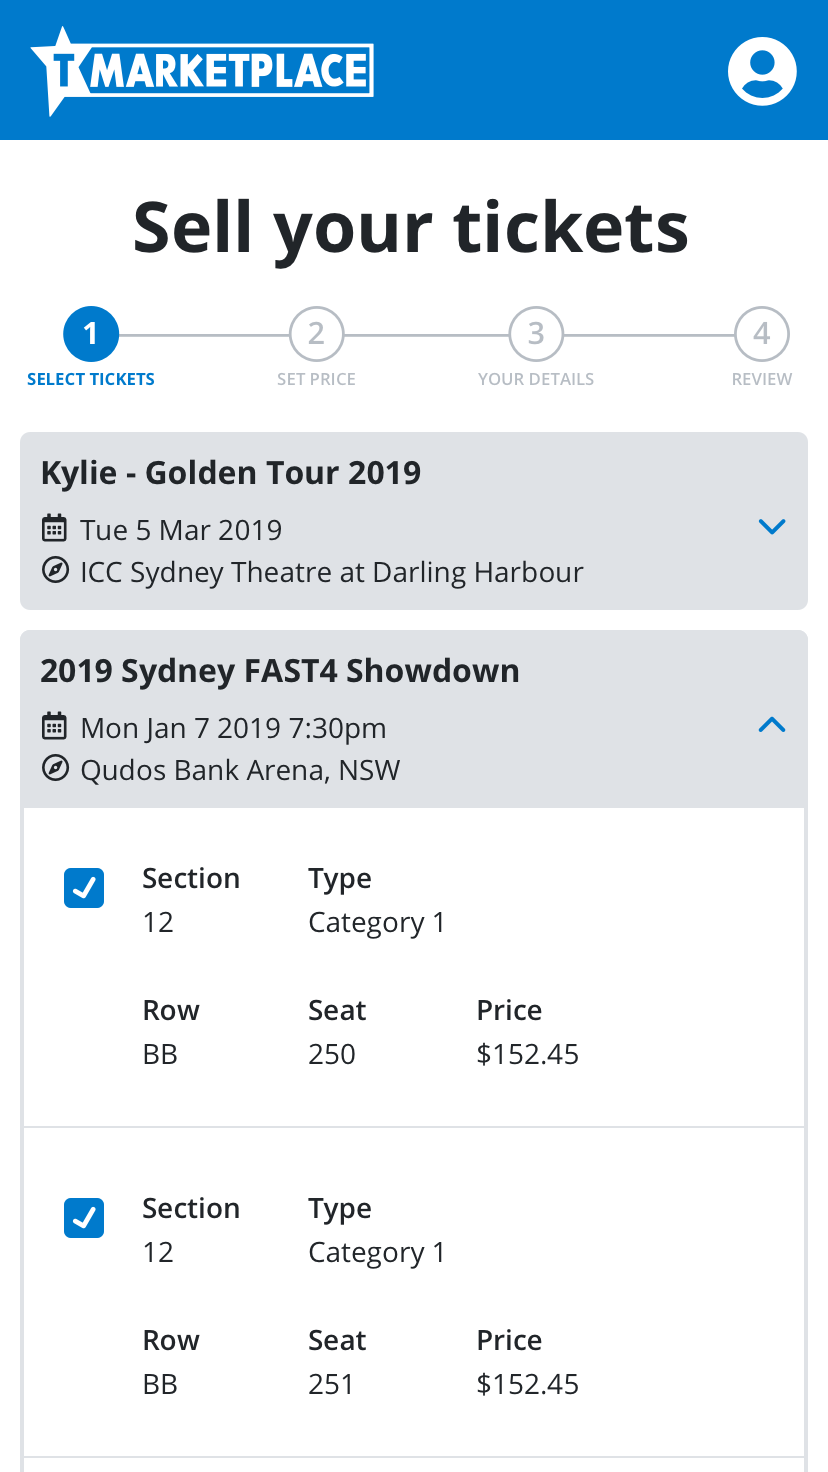 T MARKETPLACE
Sell your tickets
1 2 3 4
SELECT TICKETS SET PRICE YOUR DETAILS REVIEW
Kylie - Golden Tour 2019
Tue 5 Mar 2019
ICC Sydney Theatre at Darling Harbour
2019 Sydney FAST4 Showdown
Mon Jan 7 2019 7:30pm
Qudos Bank Arena, NSW
Section Type
12 Category 1
Row Seat Price
BB 250 $152.45
Section Type
12 Category 1
Row Seat Price
BB 251 $152.45